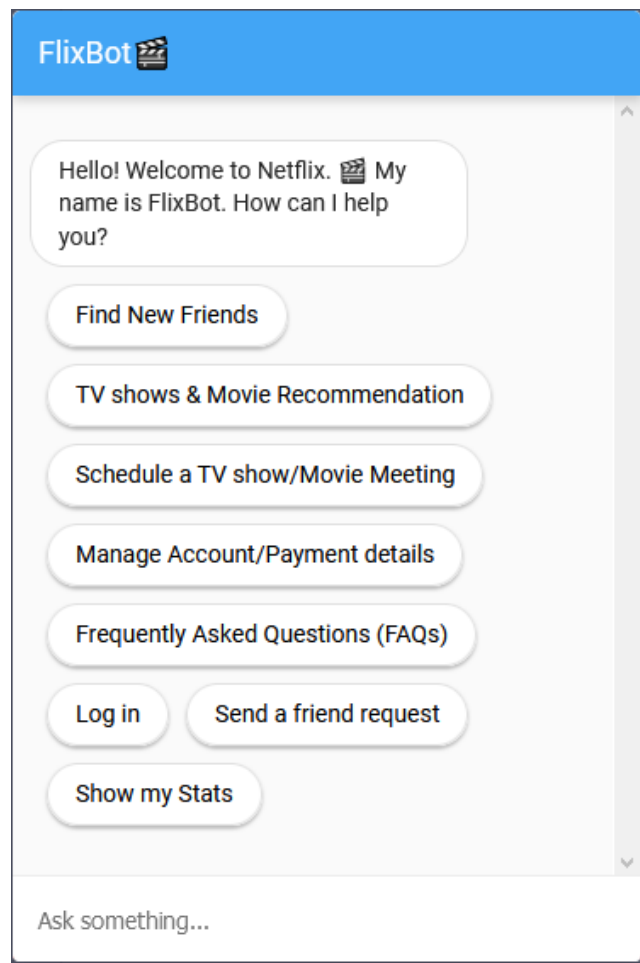 FlixBot🎬
Hello! Welcome to Netflix. 🎬 My
name is FlixBot. How can I help
you?
Find New Friends
TV shows & Movie Recommendation
Schedule a TV show/Movie Meeting
Manage Account/Payment details
Frequently Asked Questions (FAQs)
Log in Send a friend request
Show my Stats
Ask something...